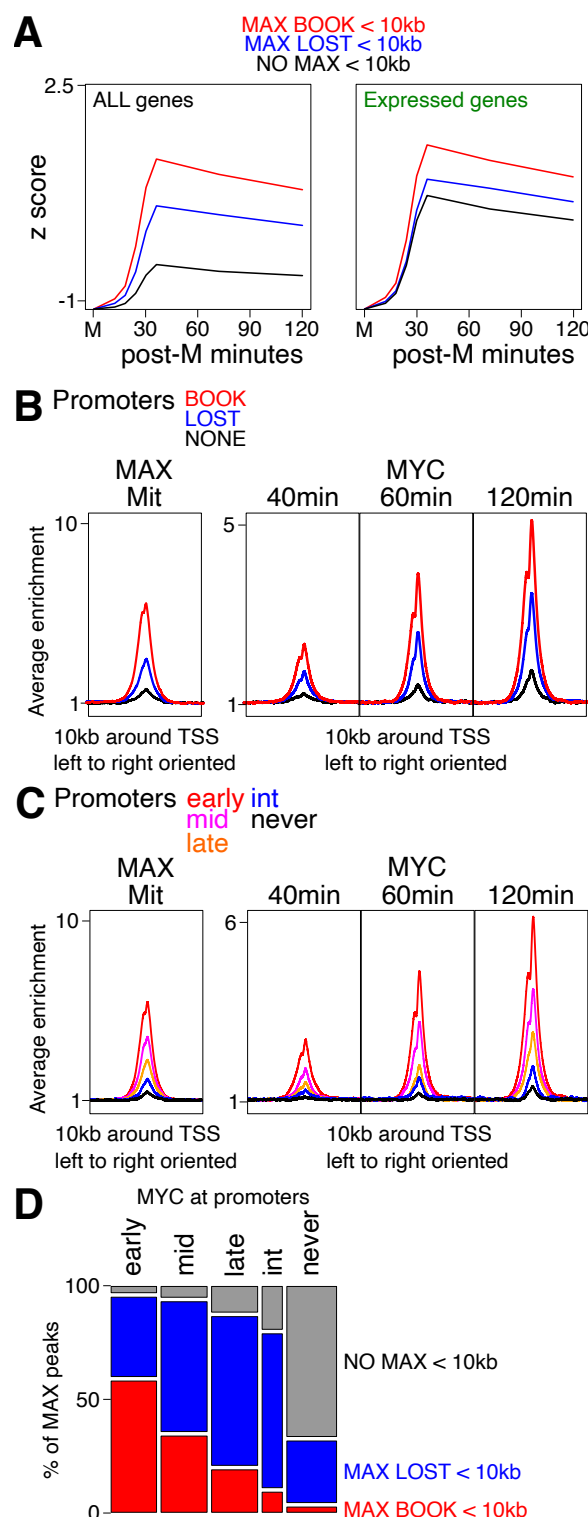 A
MAX BOOK < 10kb
MAX LOST < 10kb
NO MAX < 10kb
2.5
ALL genes
Expressed genes
z score
-1
M 30 60 90 120
M 30 60 90 120
post-M minutes
post-M minutes
B Promoters BOOK
LOST
NONE
MAX
Mit
MYC
40min 60min 120min
10
5
Average enrichment
1
1
10kb around TSS
left to right oriented
10kb around TSS
left to right oriented
C Promoters early int
mid never
late
MAX
Mit
MYC
40min 60min 120min
10
6
Average enrichment
1
1
10kb around TSS
left to right oriented
10kb around TSS
left to right oriented
D
MYC at promoters
early mid late int never
100
50
0
% of MAX peaks
NO MAX < 10kb
MAX LOST < 10kb
MAX BOOK < 10kb